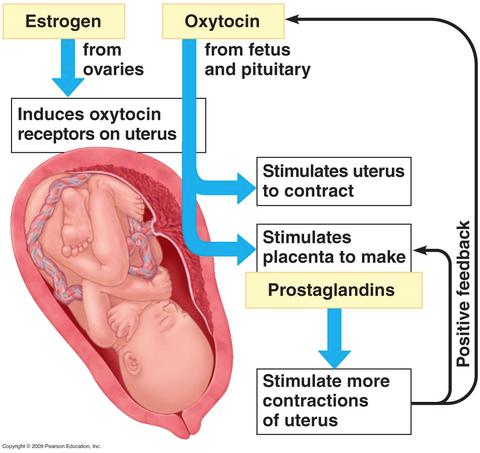 Estrogen
Oxytocin
from
ovaries
from fetus
and pituitary
Induces oxytocin
receptors on uterus
Stimulates uterus
to contract
Stimulates
placenta to make
Prostaglandins
Stimulate more
contractions
of uterus
Positive feedback
Copyright © 2009 Pearson Education, Inc.